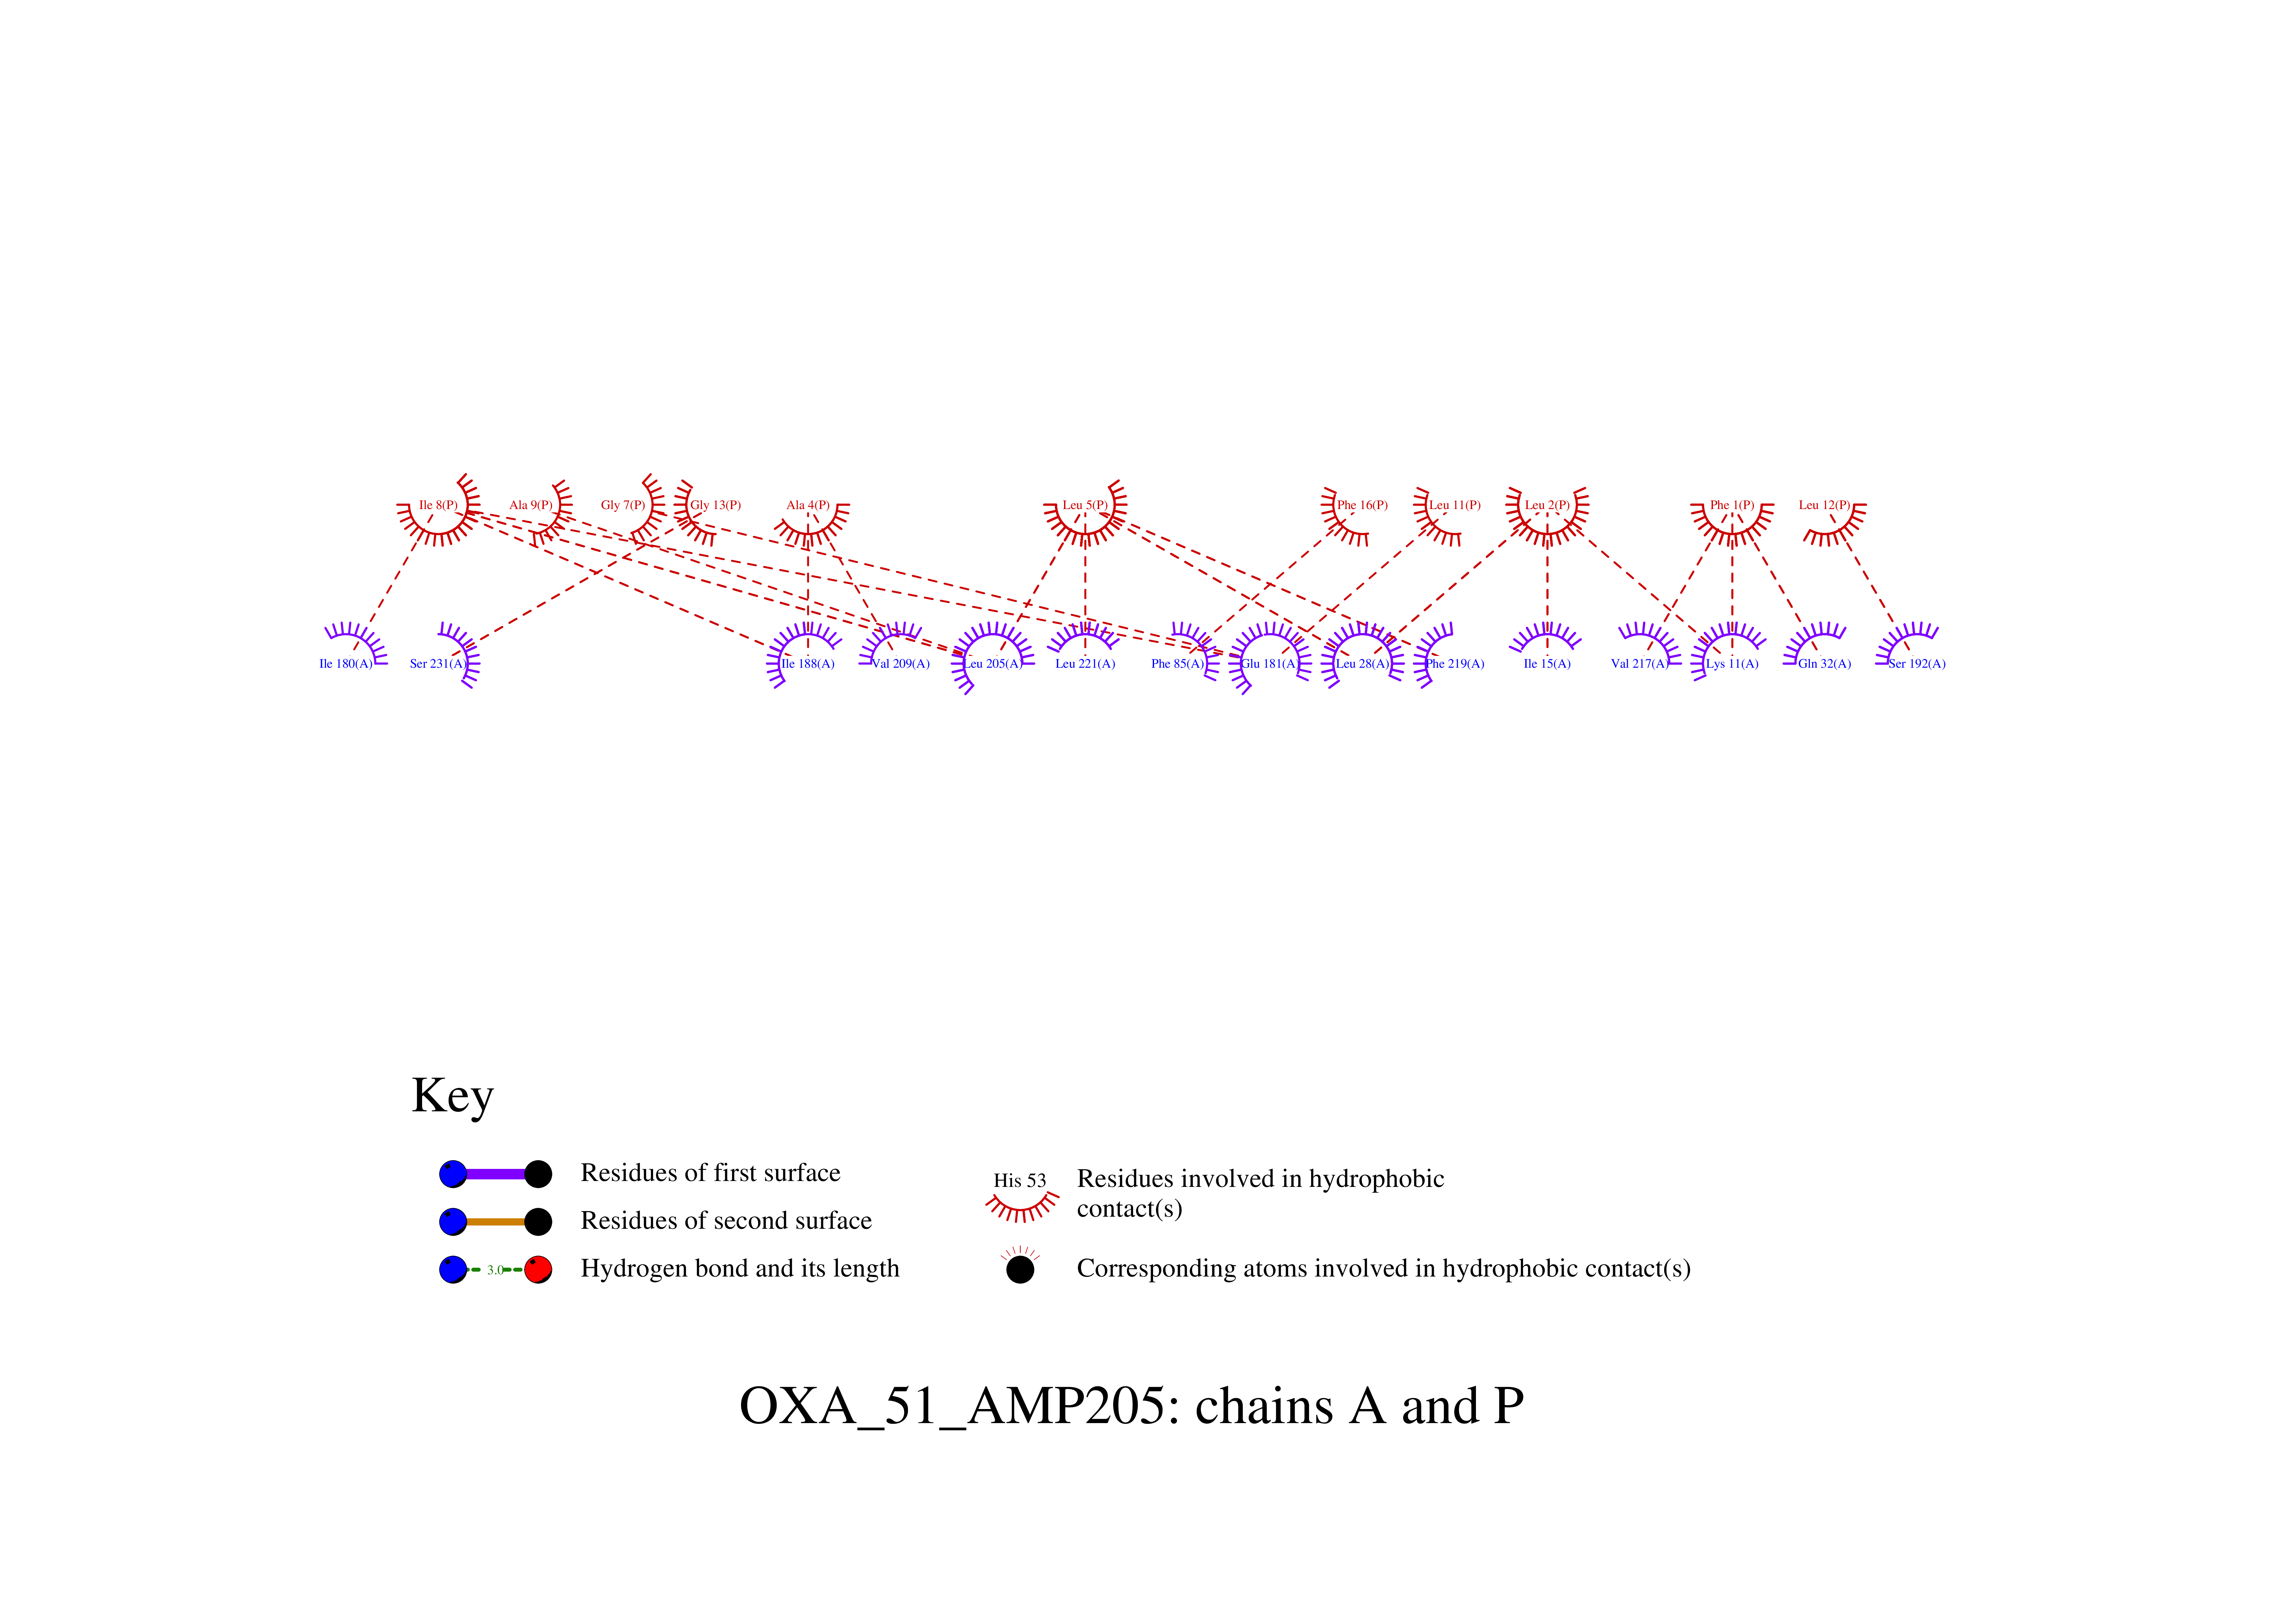 Ile 8(P) Ala 9(P) Gly 7(P) Gly 13(P) Ala 4(P) Leu 5(P) Phe 16(P) Leu 11(P) Leu 2(P) Phe 1(P) Leu 12(P)
Ile 180(A) Ser 231(A) Ile 188(A) Val 209(A) Leu 205(A) Leu 221(A) Phe 85(A) Glu 181(A) Leu 28(A) Phe 219(A) Ile 15(A) Val 217(A) Lys 11(A) Gln 32(A) Ser 192(A)
Key
Residues of first surface
Residues of second surface
3.0 Hydrogen bond and its length
His 53 Residues involved in hydrophobic
contact(s)
Corresponding atoms involved in hydrophobic contact(s)
OXA_51_AMP205: chains A and P